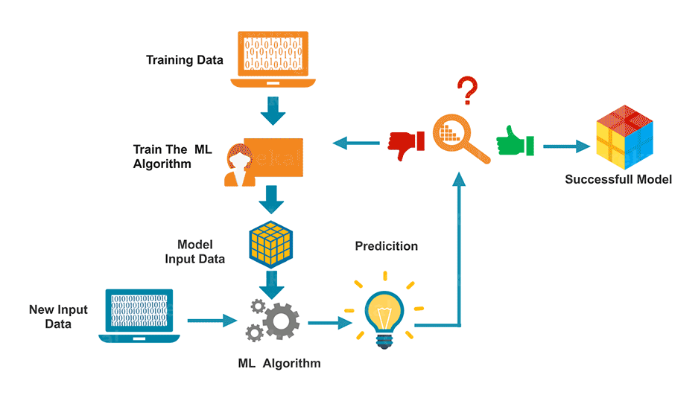 Training Data
Train The ML
Algorithm
?
Successfull Model
Model
Input Data
Predicition
New Input
Data
ML Algorithm